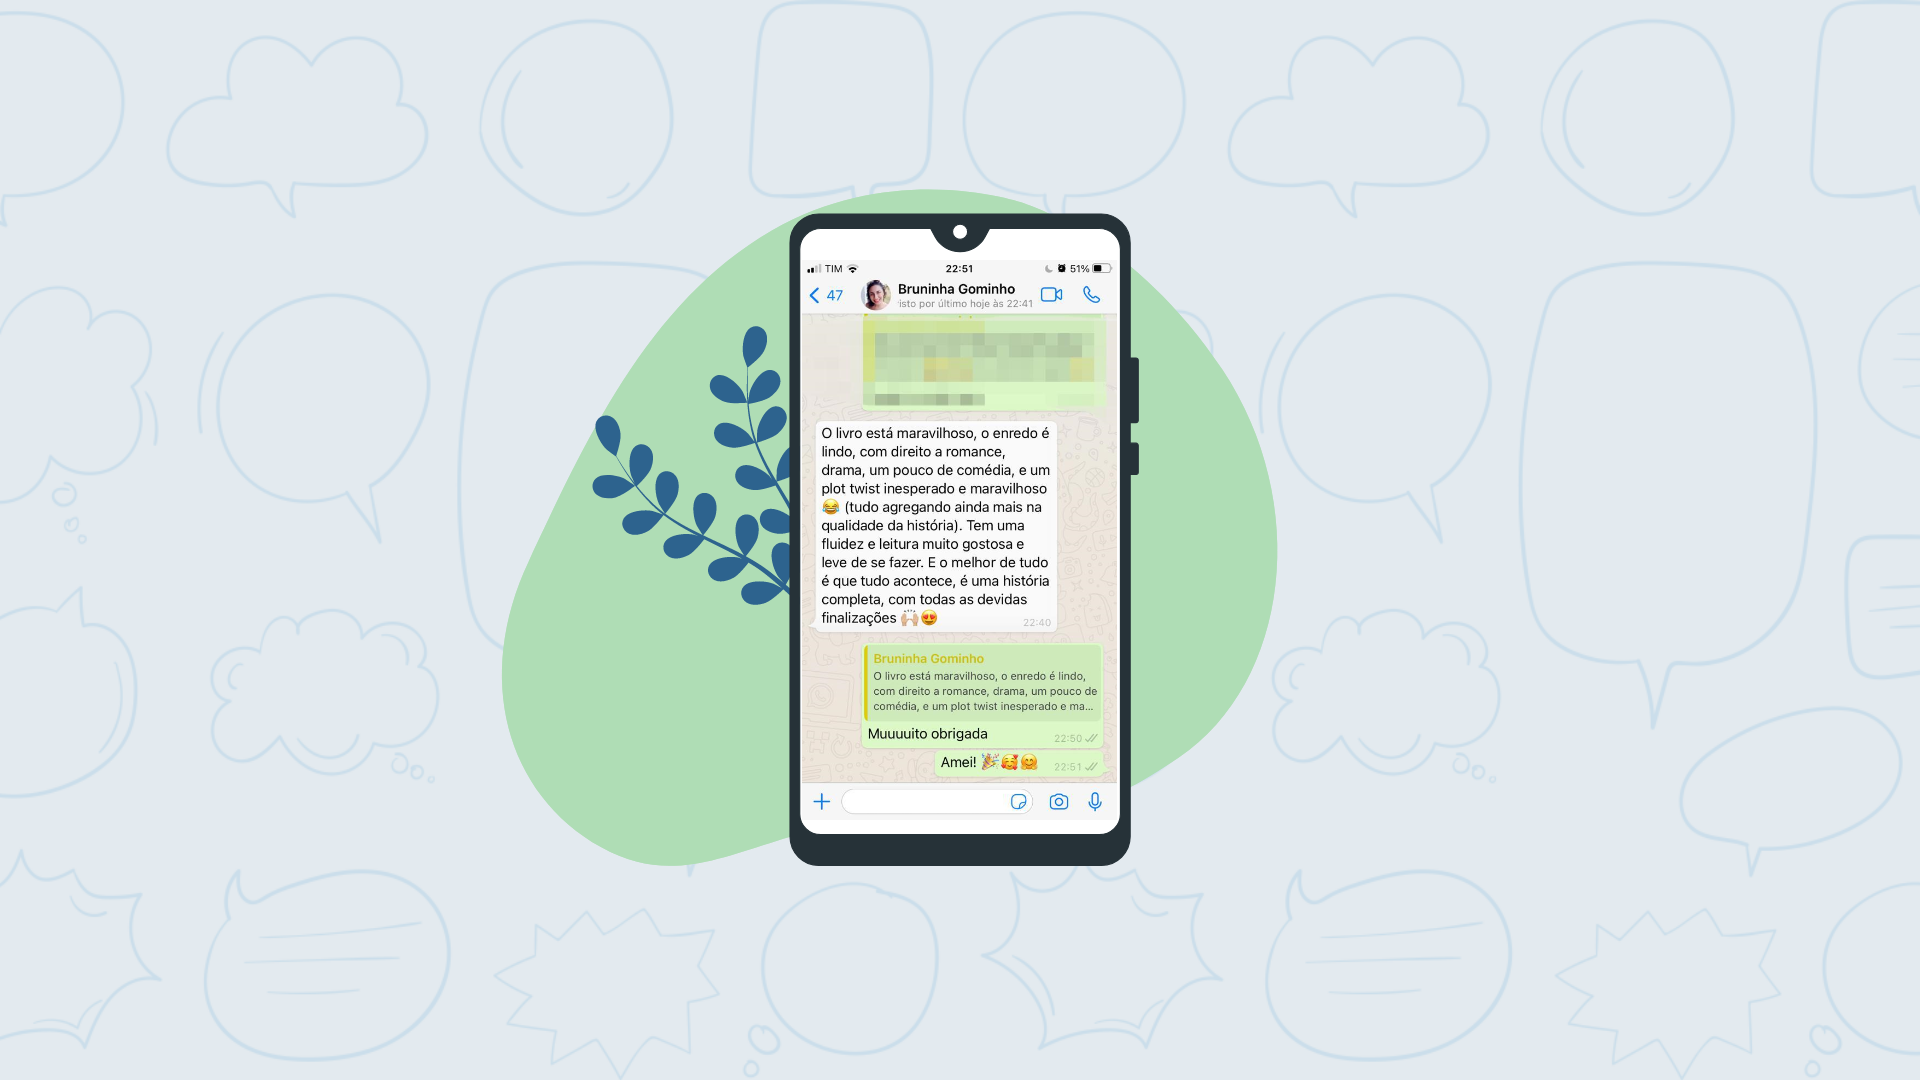 TIM 22:51 51%
47 Bruninha Gominho
isto por último hoje às 22:41
O livro está maravilhoso, o enredo é
lindo, com direito a romance,
drama, um pouco de comédia, e um
plot twist inesperado e maravilhoso
😂 (tudo agregando ainda mais na
qualidade da história). Tem uma
fluidez e leitura muito gostosa e
leve de se fazer. E o melhor de tudo
é que tudo acontece, é uma história
completa, com todas as devidas
finalizações 🙌🏼😍 22:40
Bruninha Gominho
O livro está maravilhoso, o enredo é lindo,
com direito a romance, drama, um pouco de
comédia, e um plot twist inesperado e ma...
Muuuuito obrigada 22:50
Amei! 🎉🥰🤗 22:51